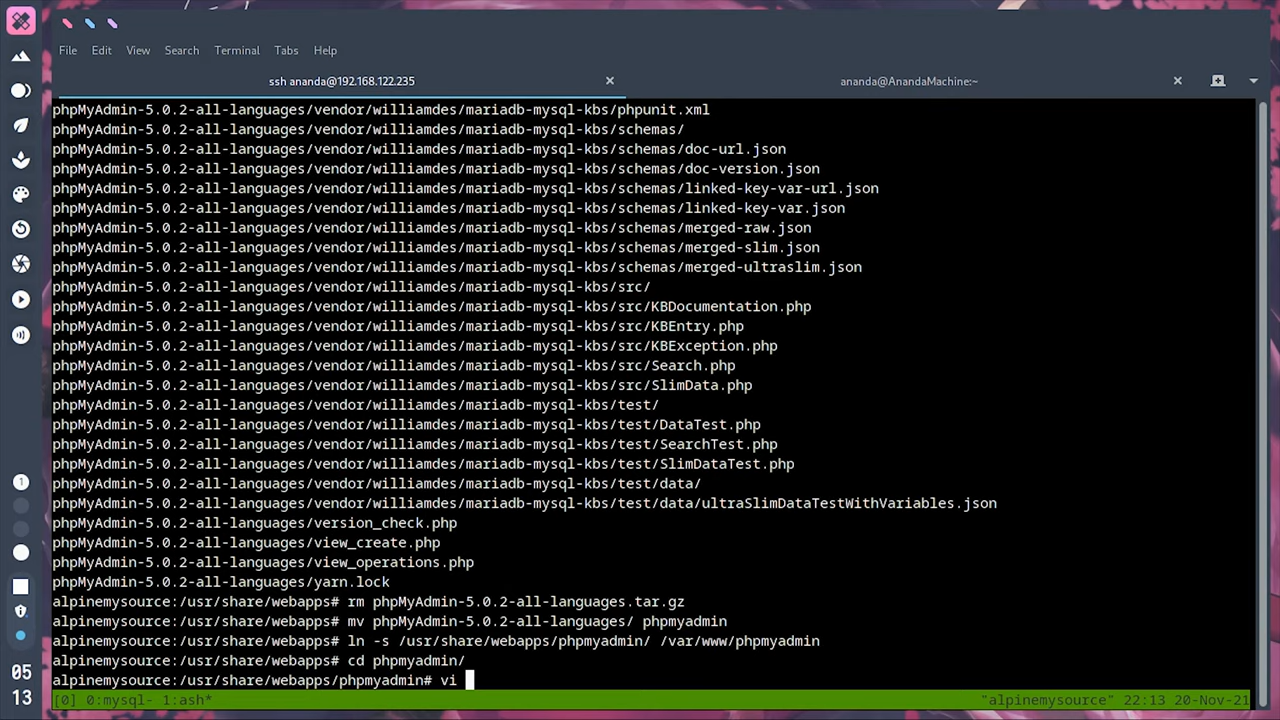 File Edit View Search Terminal Tabs Help
ssh ananda@192.168.122.235
ananda@AnandaMachine:~
phpMyAdmin-5.0.2-all-languages/vendor/williamdes/mariadb-mysql-kbs/phpunit.xml
phpMyAdmin-5.0.2-all-languages/vendor/williamdes/mariadb-mysql-kbs/schemas/
phpMyAdmin-5.0.2-all-languages/vendor/williamdes/mariadb-mysql-kbs/schemas/doc-url.json
phpMyAdmin-5.0.2-all-languages/vendor/williamdes/mariadb-mysql-kbs/schemas/doc-version.json
phpMyAdmin-5.0.2-all-languages/vendor/williamdes/mariadb-mysql-kbs/schemas/linked-key-var-url.json
phpMyAdmin-5.0.2-all-languages/vendor/williamdes/mariadb-mysql-kbs/schemas/linked-key-var.json
phpMyAdmin-5.0.2-all-languages/vendor/williamdes/mariadb-mysql-kbs/schemas/merged-raw.json
phpMyAdmin-5.0.2-all-languages/vendor/williamdes/mariadb-mysql-kbs/schemas/merged-slim.json
phpMyAdmin-5.0.2-all-languages/vendor/williamdes/mariadb-mysql-kbs/schemas/merged-ultraslim.json
phpMyAdmin-5.0.2-all-languages/vendor/williamdes/mariadb-mysql-kbs/src/
phpMyAdmin-5.0.2-all-languages/vendor/williamdes/mariadb-mysql-kbs/src/KBDocumentation.php
phpMyAdmin-5.0.2-all-languages/vendor/williamdes/mariadb-mysql-kbs/src/KBEntry.php
phpMyAdmin-5.0.2-all-languages/vendor/williamdes/mariadb-mysql-kbs/src/KBException.php
phpMyAdmin-5.0.2-all-languages/vendor/williamdes/mariadb-mysql-kbs/src/Search.php
phpMyAdmin-5.0.2-all-languages/vendor/williamdes/mariadb-mysql-kbs/src/SlimData.php
phpMyAdmin-5.0.2-all-languages/vendor/williamdes/mariadb-mysql-kbs/test/
phpMyAdmin-5.0.2-all-languages/vendor/williamdes/mariadb-mysql-kbs/test/DataTest.php
phpMyAdmin-5.0.2-all-languages/vendor/williamdes/mariadb-mysql-kbs/test/SearchTest.php
phpMyAdmin-5.0.2-all-languages/vendor/williamdes/mariadb-mysql-kbs/test/SlimDataTest.php
phpMyAdmin-5.0.2-all-languages/vendor/williamdes/mariadb-mysql-kbs/test/data/
phpMyAdmin-5.0.2-all-languages/vendor/williamdes/mariadb-mysql-kbs/test/data/ultraSlimDataTestWithVariables.json
phpMyAdmin-5.0.2-all-languages/version_check.php
phpMyAdmin-5.0.2-all-languages/view_create.php
phpMyAdmin-5.0.2-all-languages/view_operations.php
phpMyAdmin-5.0.2-all-languages/yarn.lock
alpinemysource:/usr/share/webapps# rm phpMyAdmin-5.0.2-all-languages.tar.gz
alpinemysource:/usr/share/webapps# mv phpMyAdmin-5.0.2-all-languages/ phpmyadmin
alpinemysource:/usr/share/webapps# ln -s /usr/share/webapps/phpmyadmin/ /var/www/phpmyadmin
alpinemysource:/usr/share/webapps# cd phpmyadmin/
alpinemysource:/usr/share/webapps/phpmyadmin# vi
[0] 0:mysql- 1:ash* "alpinemysource" 22:13 20-Nov-21
1
05
13